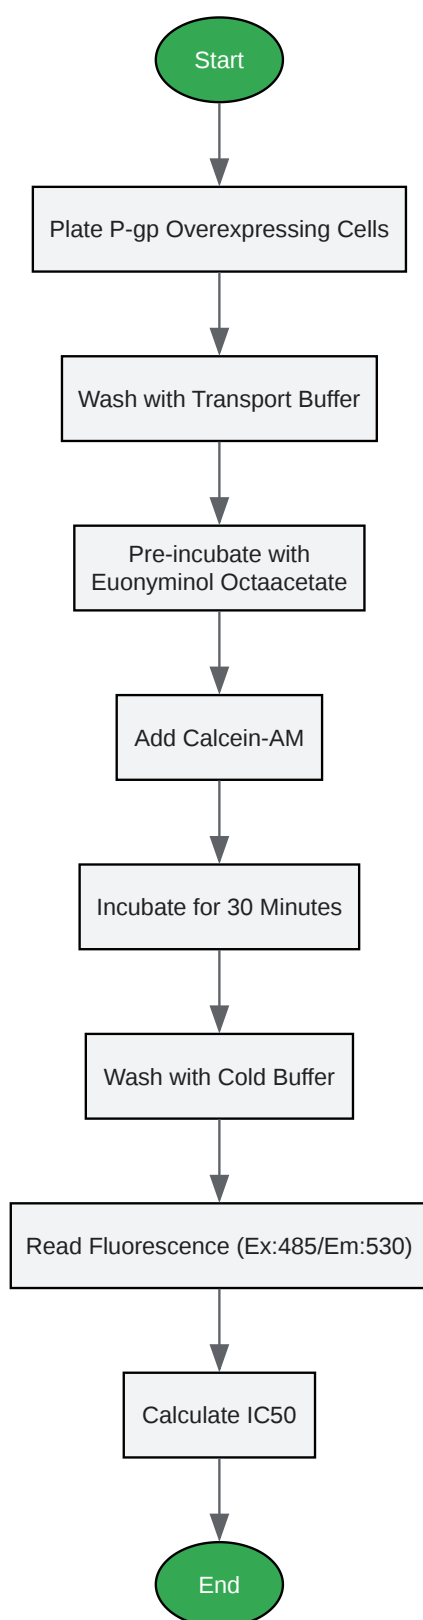 Start
Plate P-gp Overexpressing Cells
Wash with Transport Buffer
Pre-incubate with
Euonyminol Octaacetate
Add Calcein-AM
Incubate for 30 Minutes
Wash with Cold Buffer
Read Fluorescence (Ex:485/Em:530)
Calculate IC50
End